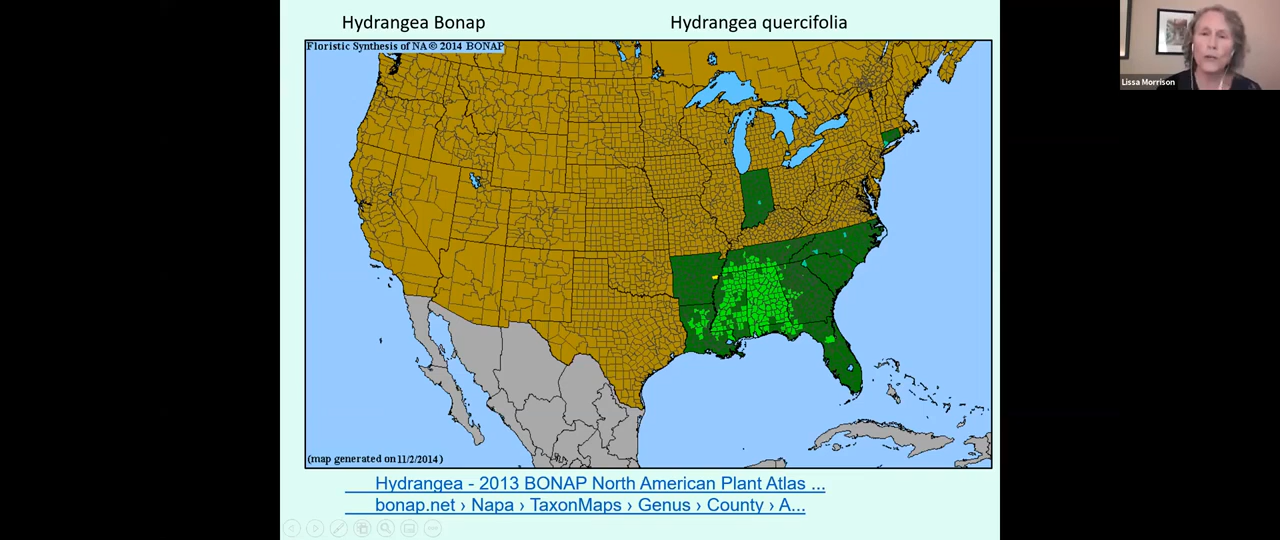 Hydrangea Bonap
Hydrangea quercifolia
Floristic Synthesis of NA © 2014 BONAP
Lissa Morrison
(map generated on 11/2/2014)
Hydrangea - 2013 BONAP North American Plant Atlas ...
bonap.net › Napa › TaxonMaps › Genus › County › A...